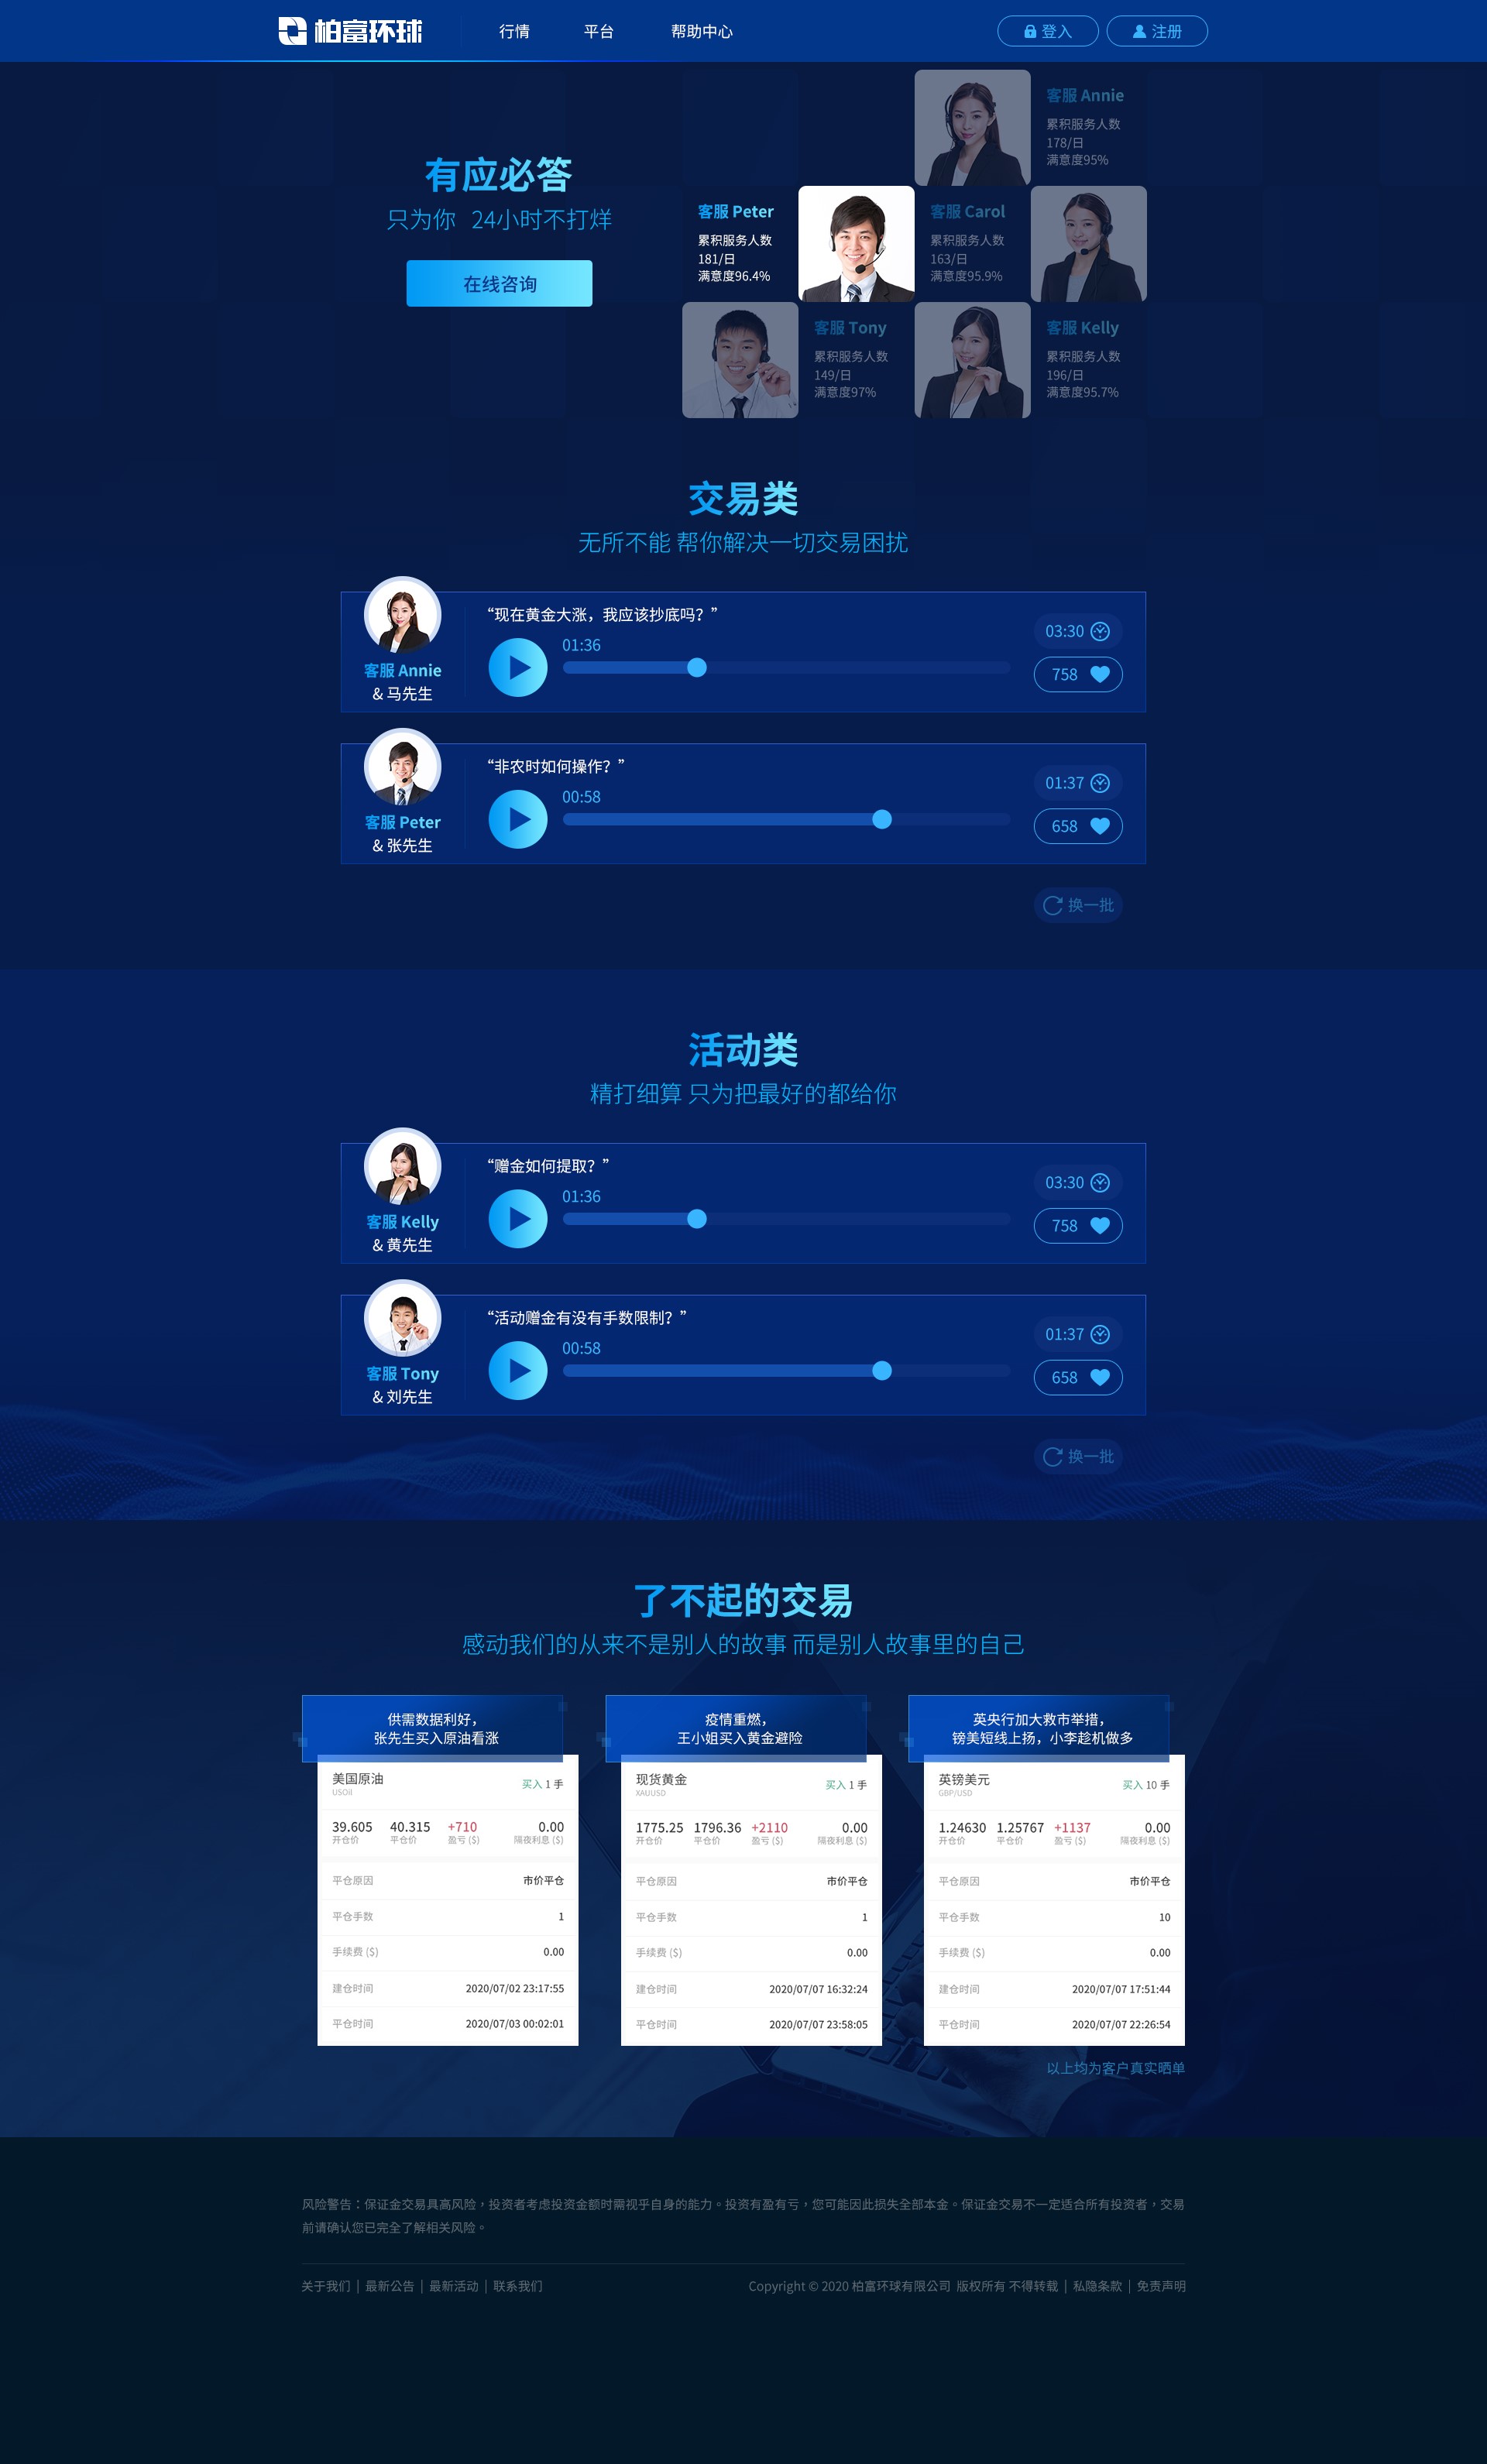 柏富环球
行情
平台
帮助中心
登入
注册
有应必答
只为你 24小时不打烊
在线咨询
客服 Annie
累积服务人数
178/日
满意度95%
客服 Peter
累积服务人数
181/日
满意度96.4%
客服 Carol
累积服务人数
163/日
满意度95.9%
客服 Tony
累积服务人数
149/日
满意度97%
客服 Kelly
累积服务人数
196/日
满意度95.7%
交易类
无所不能 帮你解决一切交易困扰
客服 Annie
& 马先生
“现在黄金大涨，我应该抄底吗？”
01:36
03:30
758
客服 Peter
& 张先生
“非农时如何操作？”
00:58
01:37
658
换一批
活动类
精打细算 只为把最好的都给你
客服 Kelly
& 黄先生
“赠金如何提取？”
01:36
03:30
758
客服 Tony
& 刘先生
“活动赠金有没有手数限制？”
00:58
01:37
658
换一批
了不起的交易
感动我们的从来不是别人的故事 而是别人故事里的自己
供需数据利好，
张先生买入原油看涨
美国原油
USOil
买入 1 手
39.605 40.315 +710 0.00
开仓价 平仓价 盈亏 ($) 隔夜利息 ($)
平仓原因 市价平仓
平仓手数 1
手续费 ($) 0.00
建仓时间 2020/07/02 23:17:55
平仓时间 2020/07/03 00:02:01
疫情重燃，
王小姐买入黄金避险
现货黄金
XAUUSD
买入 1 手
1775.25 1796.36 +2110 0.00
开仓价 平仓价 盈亏 ($) 隔夜利息 ($)
平仓原因 市价平仓
平仓手数 1
手续费 ($) 0.00
建仓时间 2020/07/07 16:32:24
平仓时间 2020/07/07 23:58:05
英央行加大救市举措，
镑美短线上扬，小李趁机做多
英镑美元
GBP/USD
买入 10 手
1.24630 1.25767 +1137 0.00
开仓价 平仓价 盈亏 ($) 隔夜利息 ($)
平仓原因 市价平仓
平仓手数 10
手续费 ($) 0.00
建仓时间 2020/07/07 17:51:44
平仓时间 2020/07/07 22:26:54
以上均为客户真实晒单
风险警告：保证金交易具高风险，投资者考虑投资金额时需视乎自身的能力。投资有盈有亏，您可能因此损失全部本金。保证金交易不一定适合所有投资者，交易
前请确认您已完全了解相关风险。
关于我们 | 最新公告 | 最新活动 | 联系我们
Copyright © 2020 柏富环球有限公司 版权所有 不得转载 | 私隐条款 | 免责声明